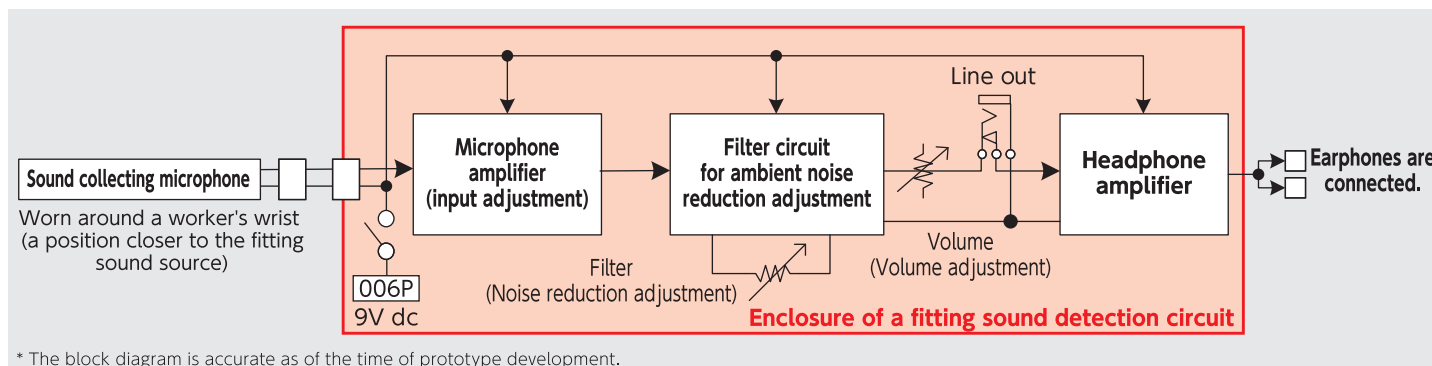 Line out
Sound collecting microphone
Microphone
amplifier
(input adjustment)
Filter circuit
for ambient noise
reduction adjustment
Headphone
amplifier
Earphones are
connected.
Worn around a worker's wrist
(a position closer to the fitting
sound source)
006P
9V dc
Filter
(Noise reduction adjustment)
Volume
(Volume adjustment)
Enclosure of a fitting sound detection circuit
* The block diagram is accurate as of the time of prototype development.